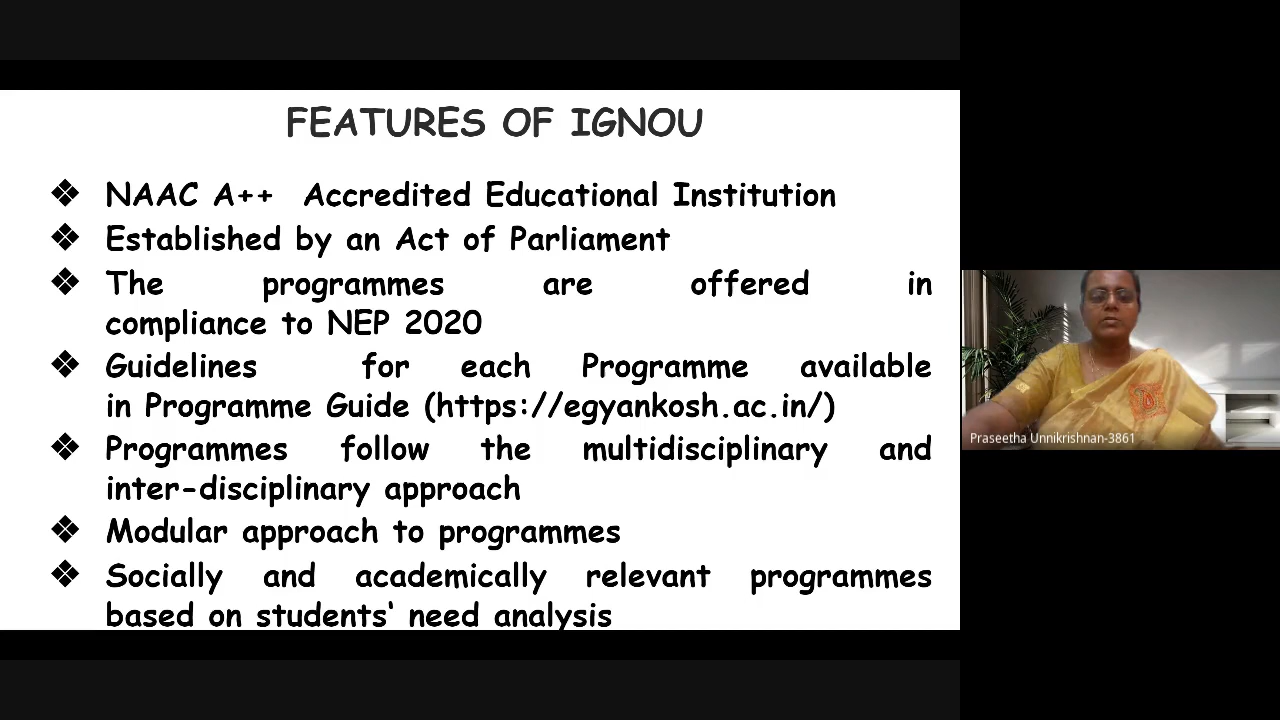 FEATURES OF IGNOU
❖ NAAC A++ Accredited Educational Institution
❖ Established by an Act of Parliament
❖ The programmes are offered in
compliance to NEP 2020
❖ Guidelines for each Programme available
in Programme Guide (https://egyankosh.ac.in/)
❖ Programmes follow the multidisciplinary and
inter-disciplinary approach
❖ Modular approach to programmes
❖ Socially and academically relevant programmes
based on students‘ need analysis
Praseetha Unnikrishnan-3861